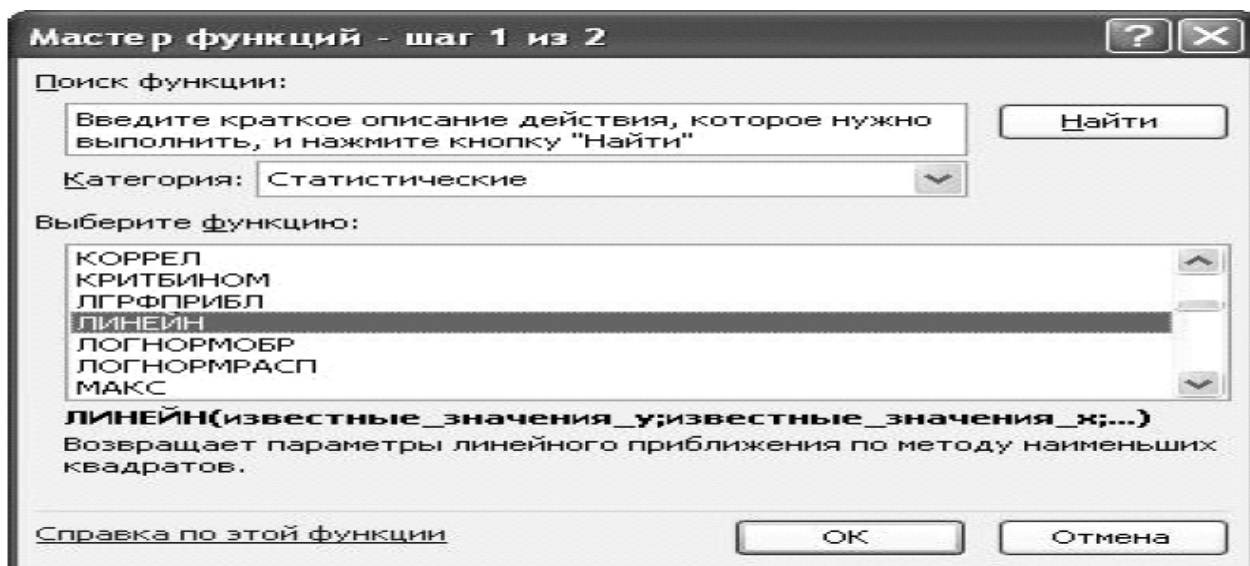 Мастер функций - шаг 1 из 2
Поиск функции:
Введите краткое описание действия, которое нужно
выполнить, и нажмите кнопку "Найти"
Найти
Категория: Статистические
Выберите функцию:
КОРРЕЛ
КРИТБИНОМ
ЛГРФПРИБЛ
ЛИНЕЙН
ЛОГНОРМОБР
ЛОГНОРМРАСП
МАКС
ЛИНЕЙН(известные_значения_y;известные_значения_x;...)
Возвращает параметры линейного приближения по методу наименьших
квадратов.
Справка по этой функции
ОК
Отмена